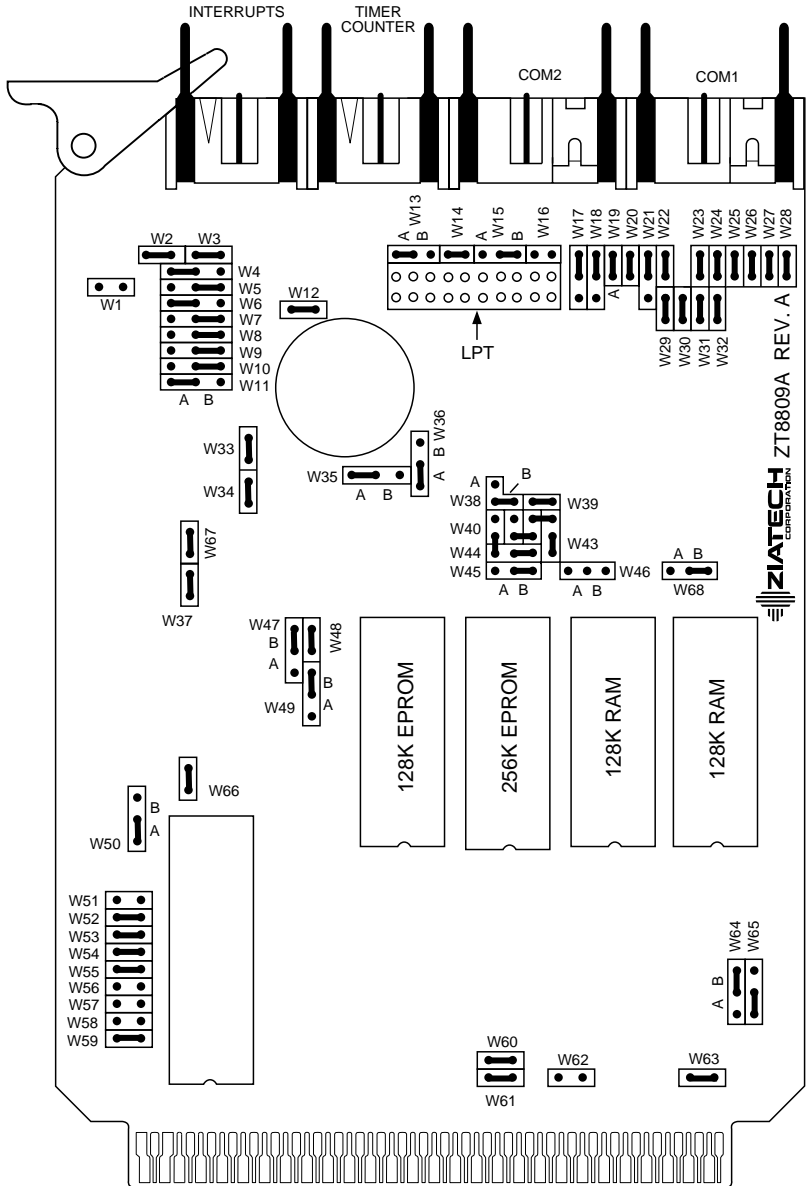 INTERRUPTS
TIMER
COUNTER
COM2
COM1
W13
A
B
W14
A
W15
B
W16
W17
W18
W19
A
W20
W21
W22
W23
W24
W25
W26
W27
W28
W2
W3
W4
W5
W6
W7
W8
W9
W10
W11
A B
W1
W12
LPT
W29
W30
W31
W32
ZT8809A REV. A
ZIATECH
CORPORATION
W33
W34
W35
A B
W36
B
A
A
B
W38
W39
W40
W43
W44
W45
A B
W46
A B
A B
W68
W67
W37
W47
B
A
W48
B
A
W49
128K EPROM
256K EPROM
128K RAM
128K RAM
W66
B
A
W50
W51
W52
W53
W54
W55
W56
W57
W58
W59
W64
W65
B
A
W60
W61
W62
W63